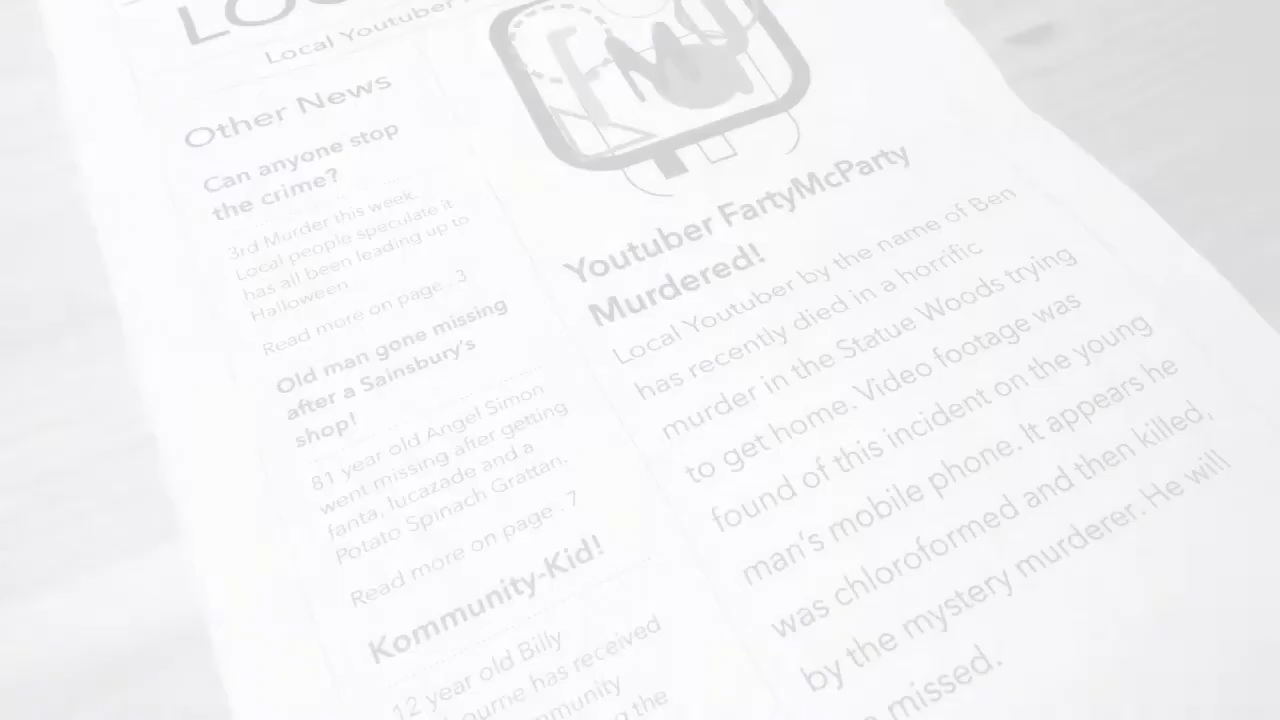 LOC
Local Youtuber
Other News
Can anyone stop
the crime?
3rd Murder this week.
Local people speculate it
has all been leading up to
Halloween
Read more on page . 3
Old man gone missing
after a Sainsbury's
shop!
81 year old Angel Simon
went missing after getting
fanta, lucazade and a
Potato Spinach Grattan.
Read more on page . 7
Kommunity-Kid!
12 year old Billy
ourne has received
mmunity
g the
Youtuber FartyMcParty
Murdered!
Local Youtuber by the name of Ben
has recently died in a horrific
murder in the Statue Woods trying
to get home. Video footage was
found of this incident on the young
man's mobile phone. It appears he
was chloroformed and then killed,
by the mystery murderer. He will
missed.